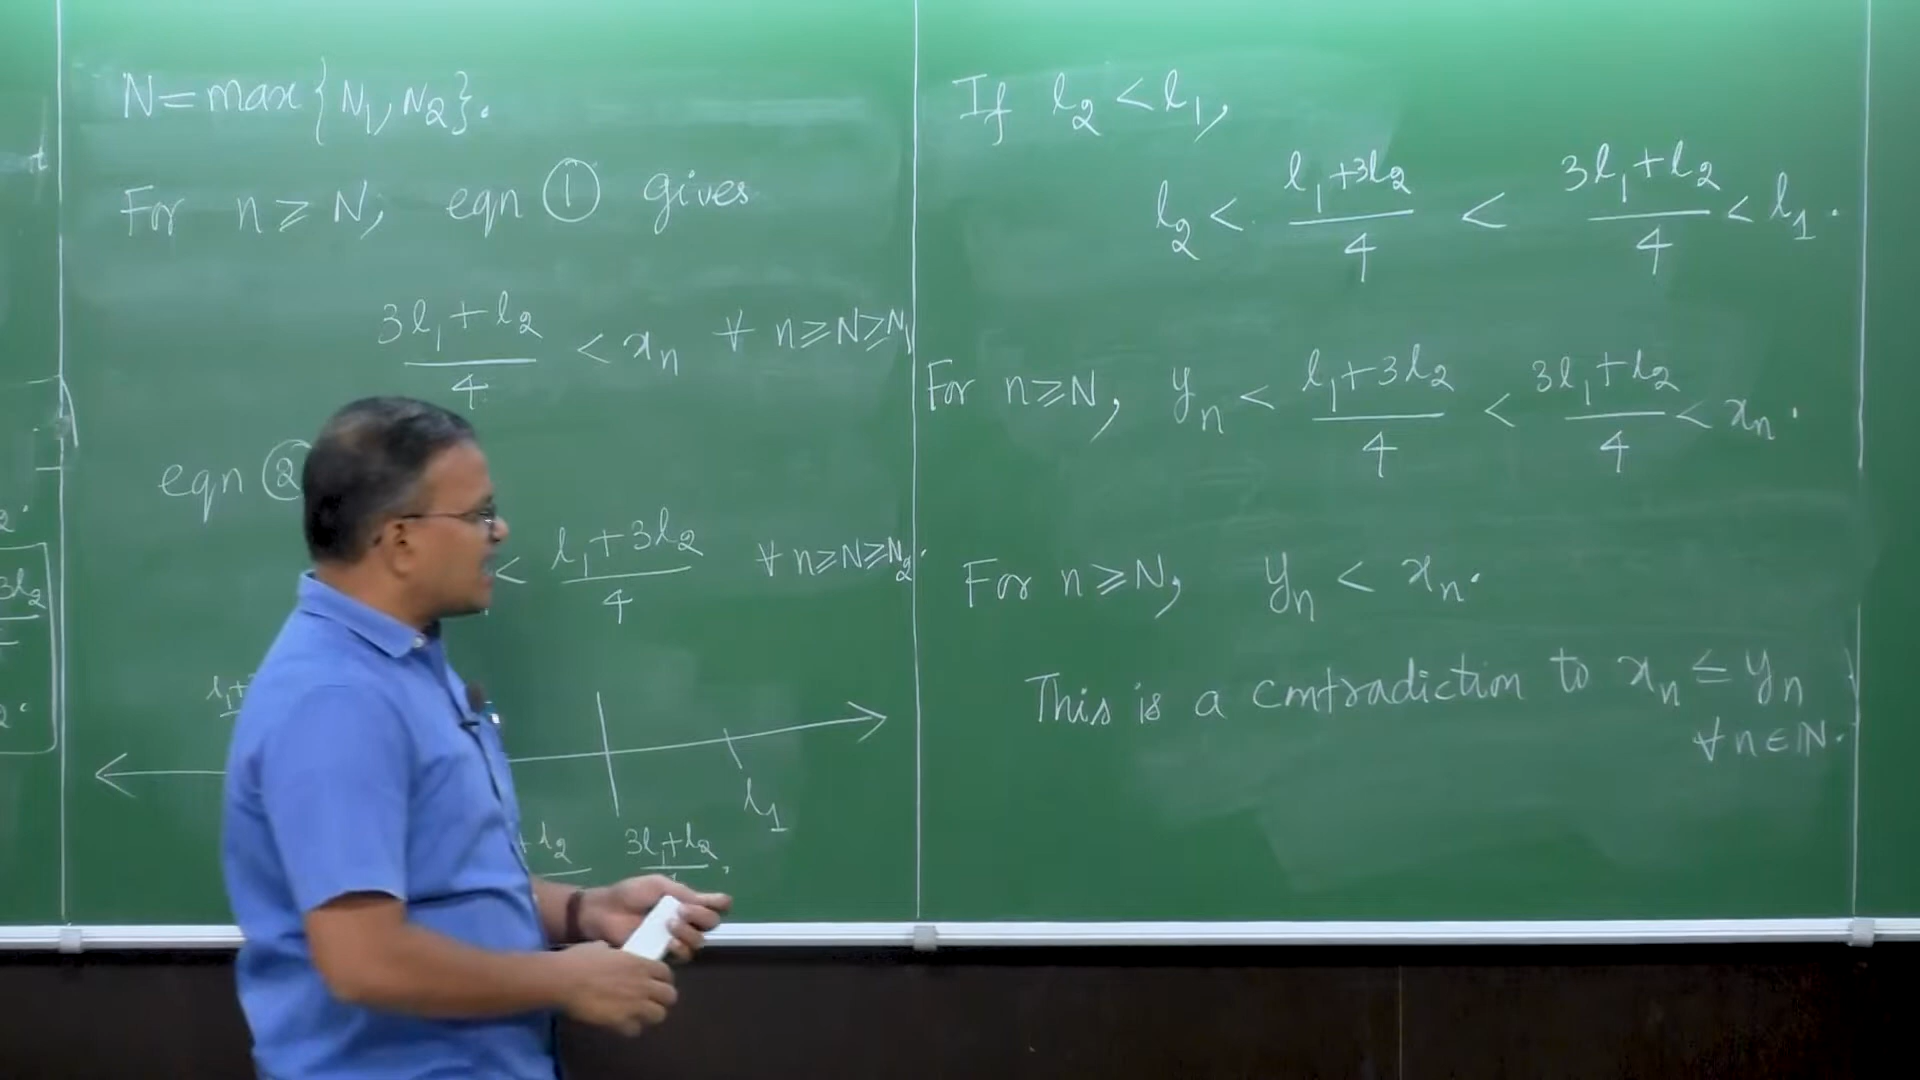 N = max {N₁, N₂}.
For n ≥ N, eqn ① gives
(3l₁+l₂)/4 < xₙ ∀ n ≥ N ≥ N₁
eqn ②
< (l₁+3l₂)/4 ∀ n ≥ N ≥ N₂.
l₁
3l₁+l₂
If l₂ < l₁,
l₂ < (l₁+3l₂)/4 < (3l₁+l₂)/4 < l₁.
For n ≥ N, yₙ < (l₁+3l₂)/4 < (3l₁+l₂)/4 < xₙ.
For n ≥ N, yₙ < xₙ.
This is a contradiction to xₙ ≤ yₙ
∀ n ∈ ℕ.